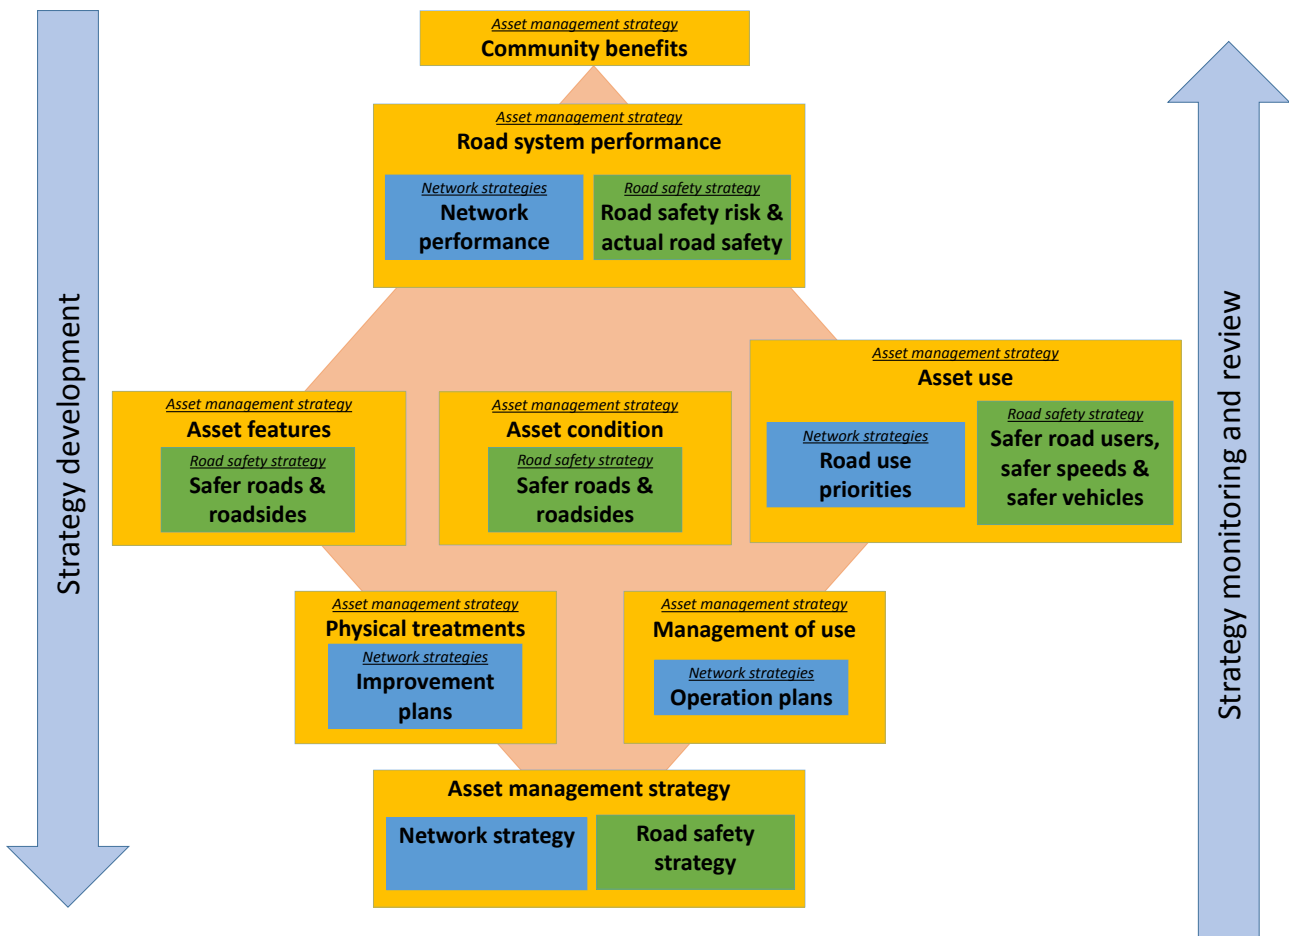 Asset management strategy
Community benefits
Asset management strategy
Road system performance
Network strategies
Network
performance
Road safety strategy
Road safety risk &
actual road safety
Strategy development
Strategy monitoring and review
Asset management strategy
Asset features
Road safety strategy
Safer roads &
roadsides
Asset management strategy
Asset condition
Road safety strategy
Safer roads &
roadsides
Asset management strategy
Asset use
Network strategies
Road use
priorities
Road safety strategy
Safer road users,
safer speeds &
safer vehicles
Asset management strategy
Physical treatments
Network strategies
Improvement
plans
Asset management strategy
Management of use
Network strategies
Operation plans
Asset management strategy
Network strategy
Road safety
strategy